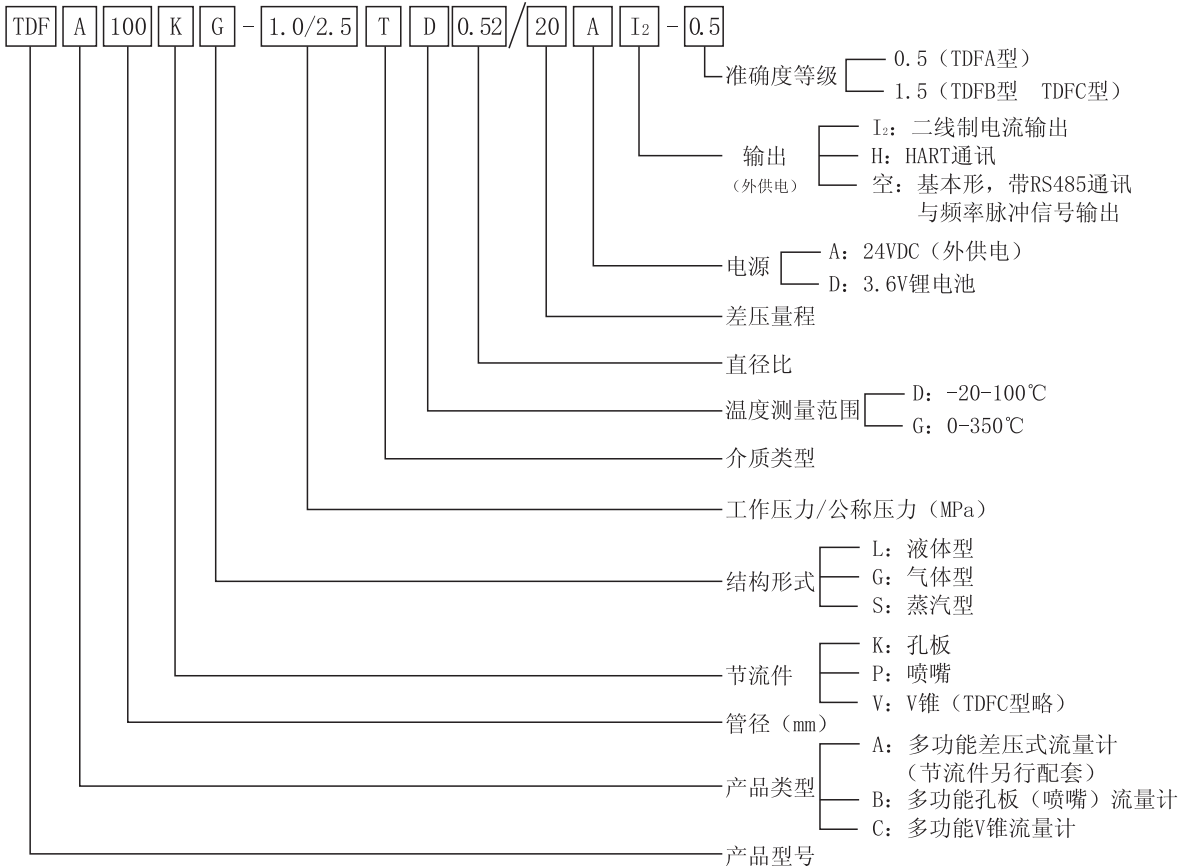 TDF A 100 K G - 1.0/2.5 T D 0.52 / 20 A I₂ - 0.5
准确度等级
0.5（TDFA型）
1.5（TDFB型 TDFC型）
输出
（外供电）
I₂：二线制电流输出
H：HART通讯
空：基本形，带RS485通讯
与频率脉冲信号输出
电源
A：24VDC（外供电）
D：3.6V锂电池
差压量程
直径比
温度测量范围
D：-20-100℃
G：0-350℃
介质类型
工作压力/公称压力（MPa）
结构形式
L：液体型
G：气体型
S：蒸汽型
节流件
K：孔板
P：喷嘴
V：V锥（TDFC型略）
管径（mm）
产品类型
A：多功能差压式流量计
（节流件另行配套）
B：多功能孔板（喷嘴）流量计
C：多功能V锥流量计
产品型号